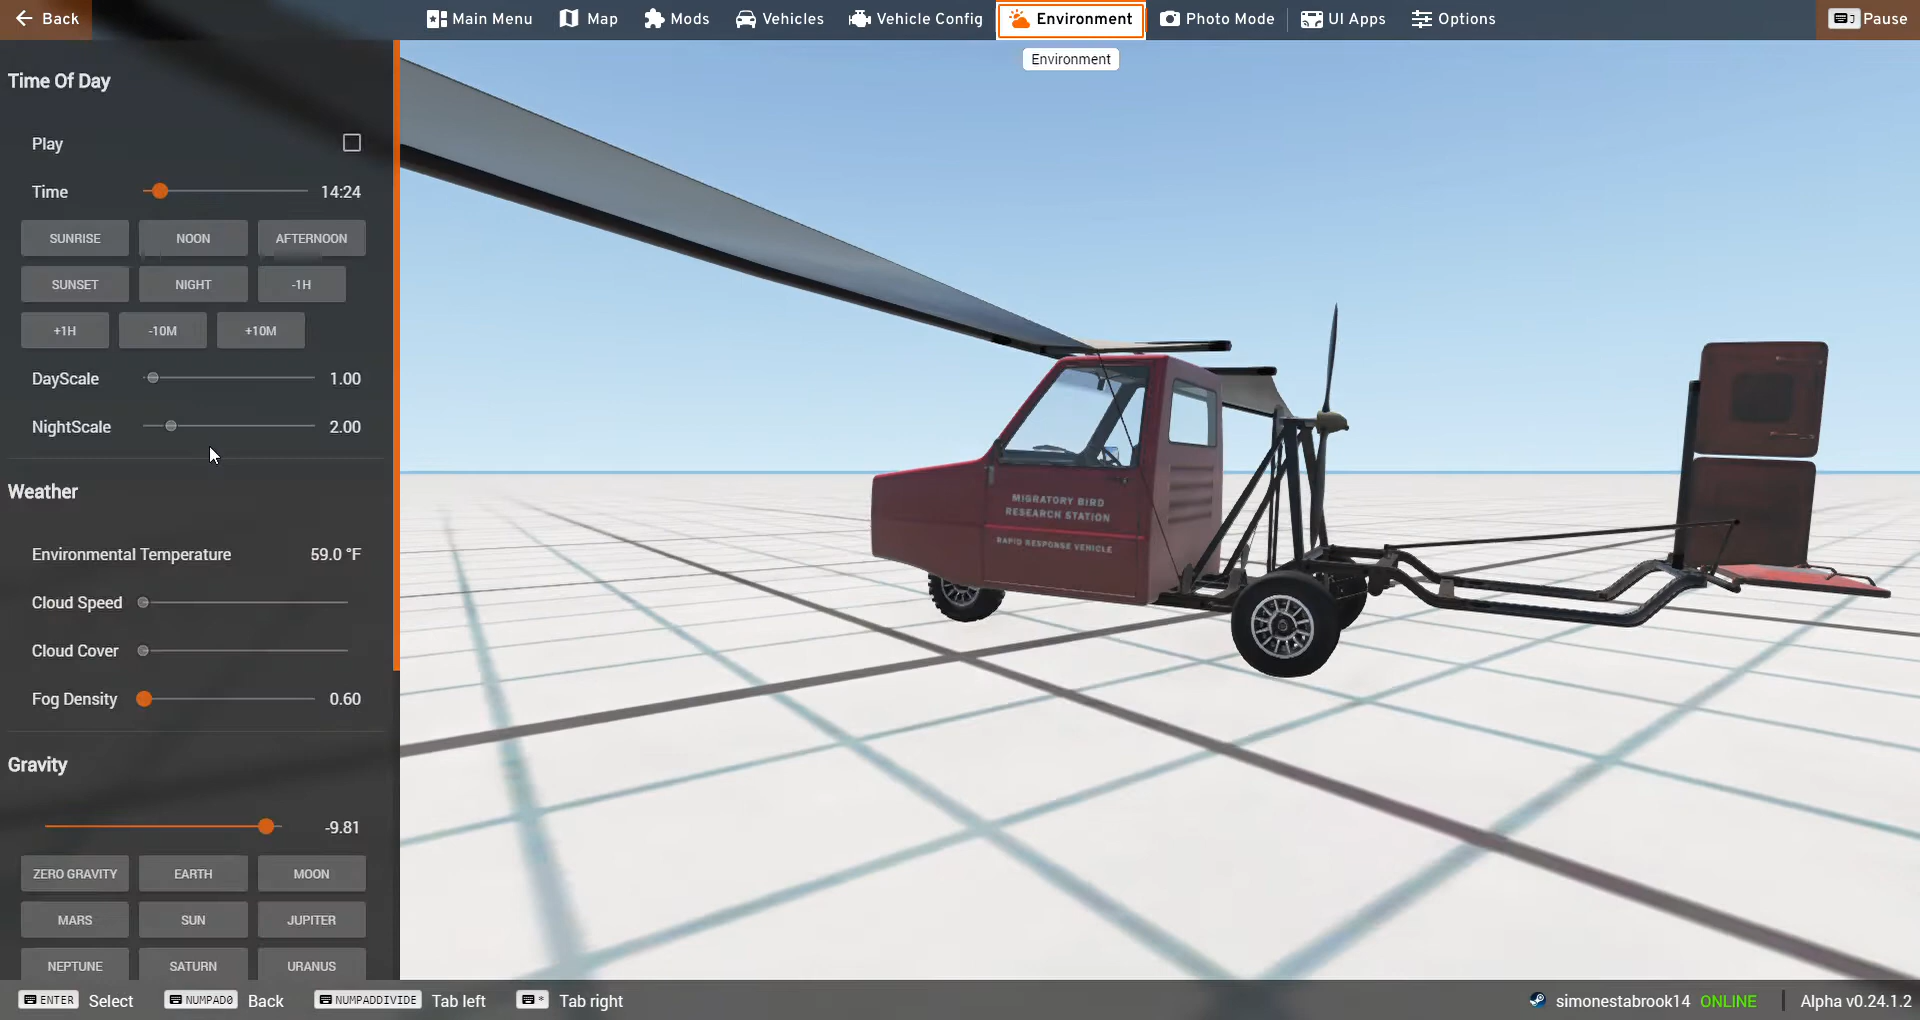 Back
Main Menu
Map
Mods
Vehicles
Vehicle Config
Environment
Photo Mode
UI Apps
Options
J Pause
Environment
Time Of Day
Play
Time 14:24
SUNRISE NOON AFTERNOON
SUNSET NIGHT -1H
+1H -10M +10M
DayScale 1.00
NightScale 2.00
Weather
Environmental Temperature 59.0 °F
Cloud Speed
Cloud Cover
Fog Density 0.60
Gravity
-9.81
ZERO GRAVITY EARTH MOON
MARS SUN JUPITER
NEPTUNE SATURN URANUS
MIGRATORY BIRD
RESEARCH STATION
RAPID RESPONSE VEHICLE
ENTER Select NUMPAD0 Back NUMPADDIVIDE Tab left * Tab right
simonestabrook14 ONLINE Alpha v0.24.1.2